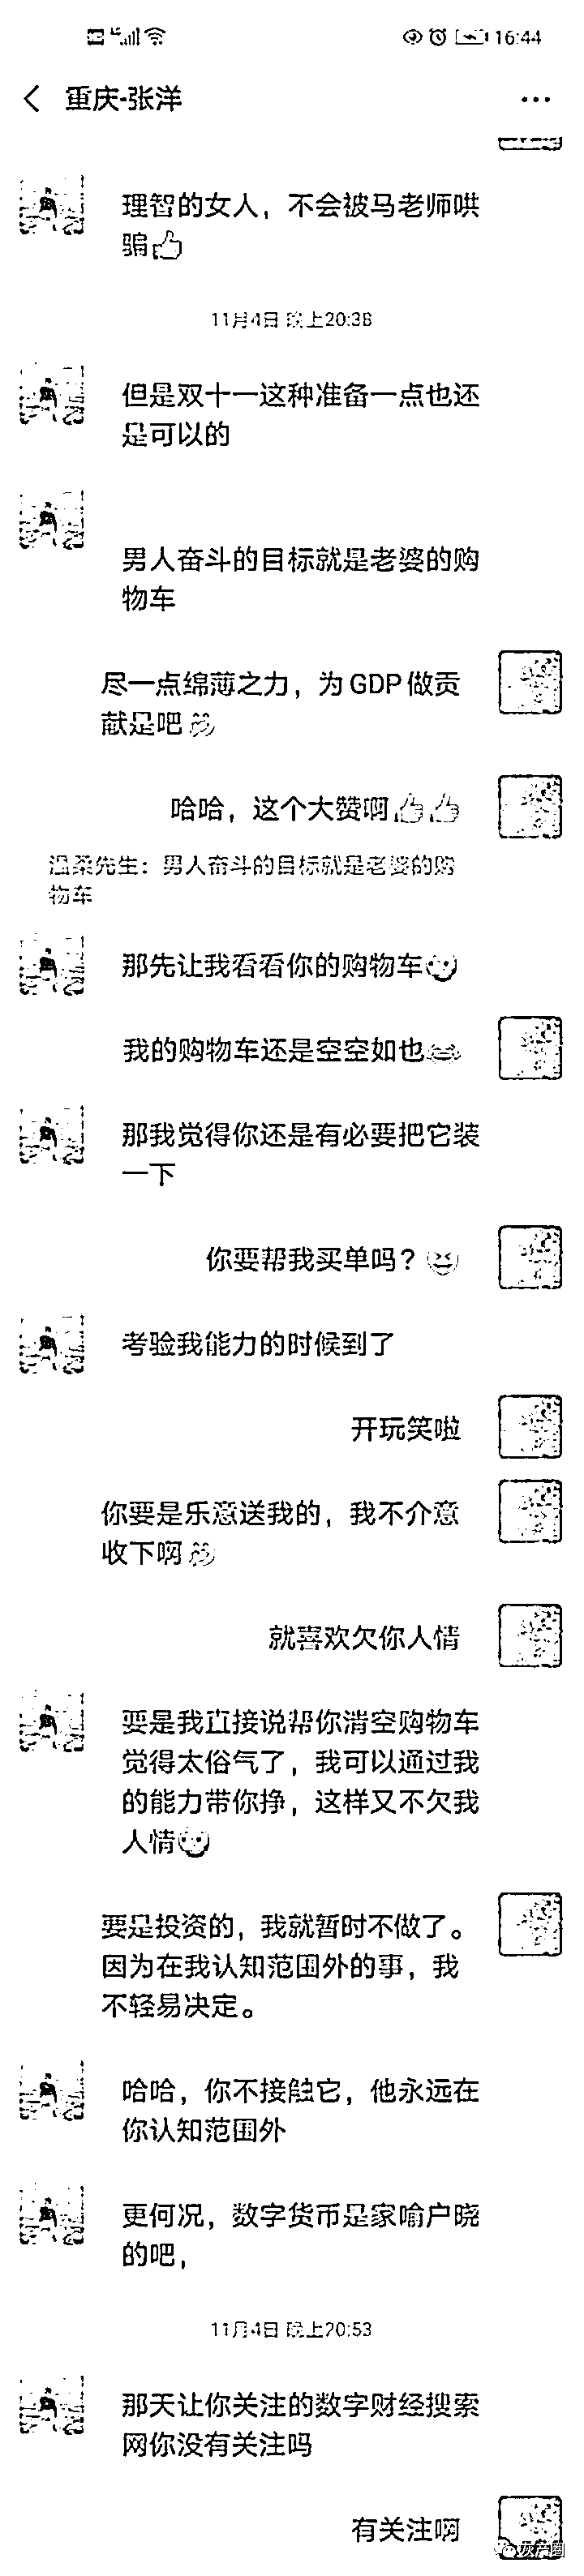 16:44
重庆-张洋
理智的女人，不会被马老师哄
骗👍
11月4日 晚上20:38
但是双十一这种准备一点也还
是可以的
男人奋斗的目标就是老婆的购
物车
尽一点绵薄之力，为 GDP 做贡
献是吧
哈哈，这个大赞啊👍👍
温柔先生：男人奋斗的目标就是老婆的购
物车
那先让我看看你的购物车
我的购物车还是空空如也
那我觉得你还是有必要把它装
一下
你要帮我买单吗？
考验我能力的时候到了
开玩笑啦
你要是乐意送我的，我不介意
收下啊
就喜欢欠你人情
要是我直接说帮你清空购物车
觉得太俗气了，我可以通过我
的能力带你挣，这样又不欠我
人情
要是投资的，我就暂时不做了。
因为在我认知范围外的事，我
不轻易决定。
哈哈，你不接触它，他永远在
你认知范围外
更何况，数字货币是家喻户晓
的吧，
11月4日 晚上20:53
那天让你关注的数字财经搜索
网你没有关注吗
有关注啊
灰产圈